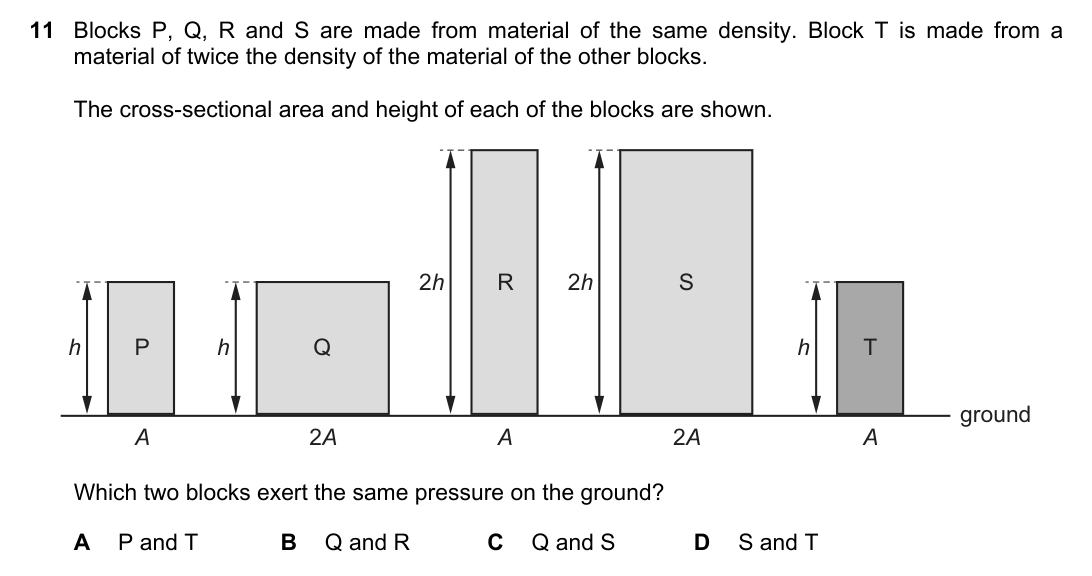 11 Blocks P, Q, R and S are made from material of the same density. Block T is made from a
material of twice the density of the material of the other blocks.
The cross-sectional area and height of each of the blocks are shown.
2h R 2h S
h P h Q h T
ground
A 2A A 2A A
Which two blocks exert the same pressure on the ground?
A P and T B Q and R C Q and S D S and T